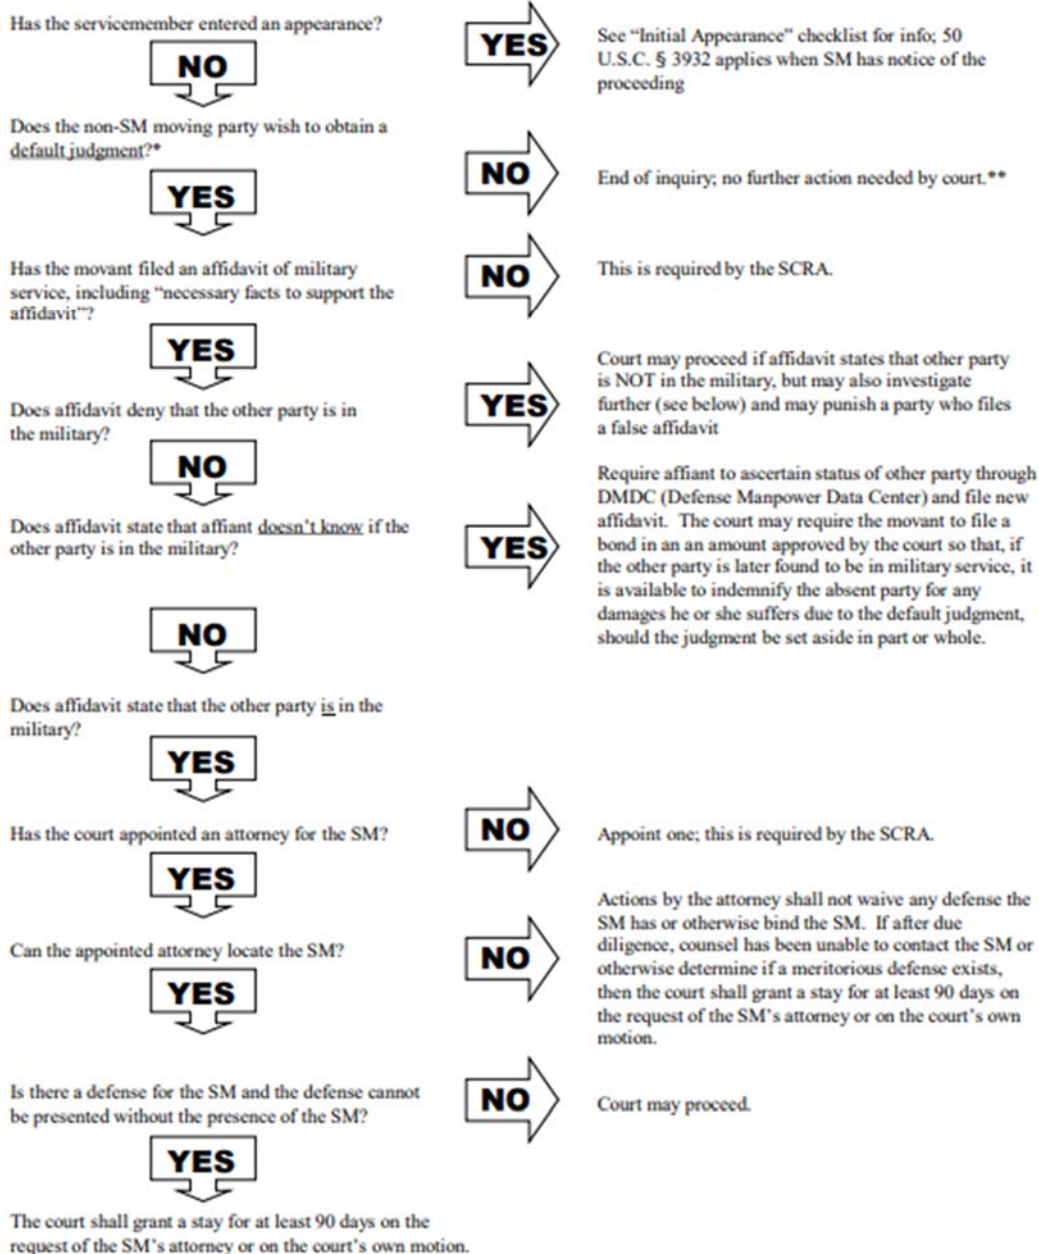 Has the servicemember entered an appearance?
YES
See “Initial Appearance” checklist for info; 50
U.S.C. § 3932 applies when SM has notice of the
proceeding
NO
Does the non-SM moving party wish to obtain a
default judgment?*
NO
End of inquiry; no further action needed by court.**
YES
Has the movant filed an affidavit of military
service, including “necessary facts to support the
affidavit”?
NO
This is required by the SCRA.
YES
Does affidavit deny that the other party is in
the military?
YES
Court may proceed if affidavit states that other party
is NOT in the military, but may also investigate
further (see below) and may punish a party who files
a false affidavit
NO
Does affidavit state that affiant doesn't know if the
other party is in the military?
YES
Require affiant to ascertain status of other party through
DMDC (Defense Manpower Data Center) and file new
affidavit. The court may require the movant to file a
bond in an an amount approved by the court so that, if
the other party is later found to be in military service, it
is available to indemnify the absent party for any
damages he or she suffers due to the default judgment,
should the judgment be set aside in part or whole.
NO
Does affidavit state that the other party is in the
military?
YES
Has the court appointed an attorney for the SM?
NO
Appoint one; this is required by the SCRA.
YES
Can the appointed attorney locate the SM?
NO
Actions by the attorney shall not waive any defense the
SM has or otherwise bind the SM. If after due
diligence, counsel has been unable to contact the SM or
otherwise determine if a meritorious defense exists,
then the court shall grant a stay for at least 90 days on
the request of the SM’s attorney or on the court’s own
motion.
YES
Is there a defense for the SM and the defense cannot
be presented without the presence of the SM?
NO
Court may proceed.
YES
The court shall grant a stay for at least 90 days on the
request of the SM’s attorney or on the court’s own motion.